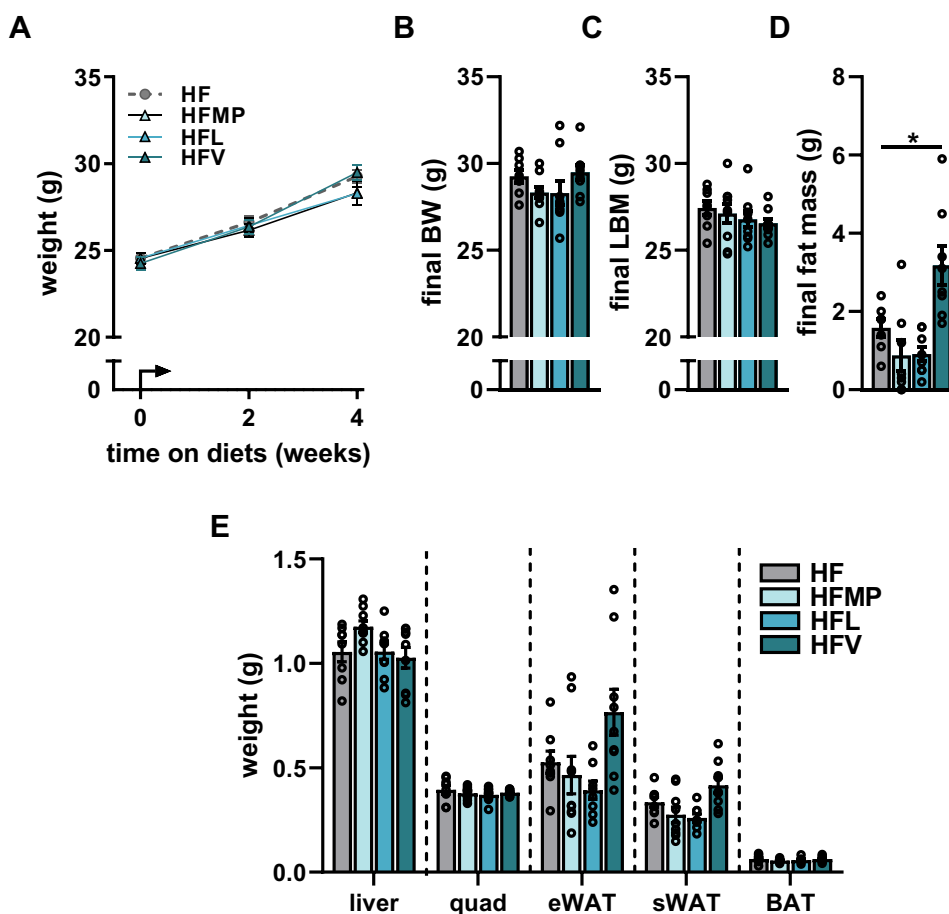 A
weight (g)
35
30
25
20
0
HF
HFMP
HFL
HFV
0
2
4
time on diets (weeks)
B
final BW (g)
35
30
25
20
0
C
final LBM (g)
35
30
25
20
0
D
final fat mass (g)
8
6
4
2
0
*
E
weight (g)
1.5
1.0
0.5
0.0
HF
HFMP
HFL
HFV
liver
quad
eWAT
sWAT
BAT